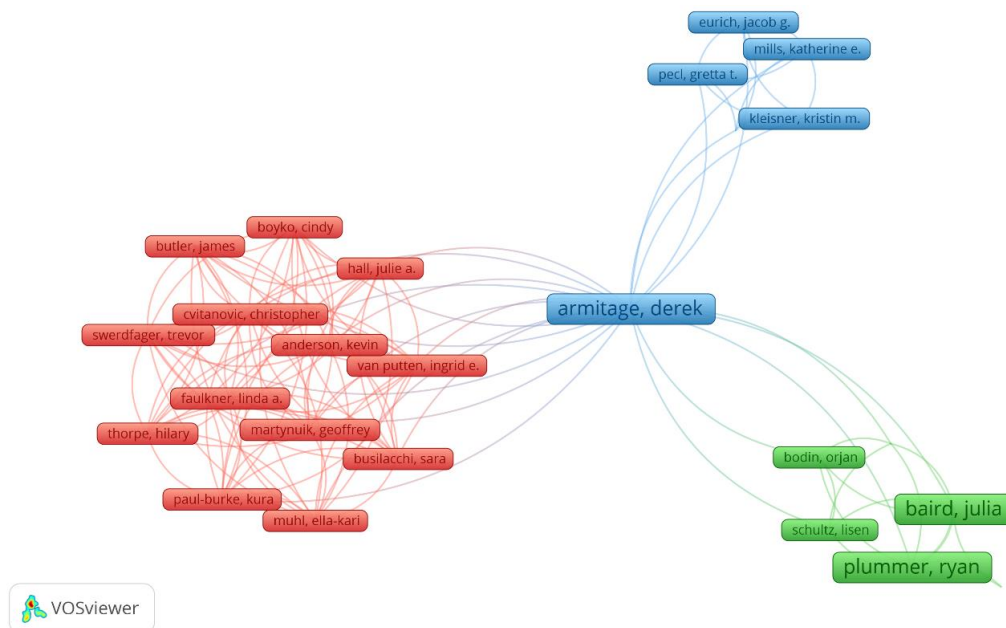 eurich, jacob g.
mills, katherine e.
pecl, gretta t.
kleisner, kristin m.
boyko, cindy
butler, james
hall, julie a.
armitage, derek
cvitanovic, christopher
swerdfager, trevor
anderson, kevin
van putten, ingrid e.
faulkner, linda a.
thorpe, hilary
martynuik, geoffrey
busilacchi, sara
bodin, orjan
paul-burke, kura
baird, julia
muhl, ella-kari
schultz, lisen
plummer, ryan
VOSviewer